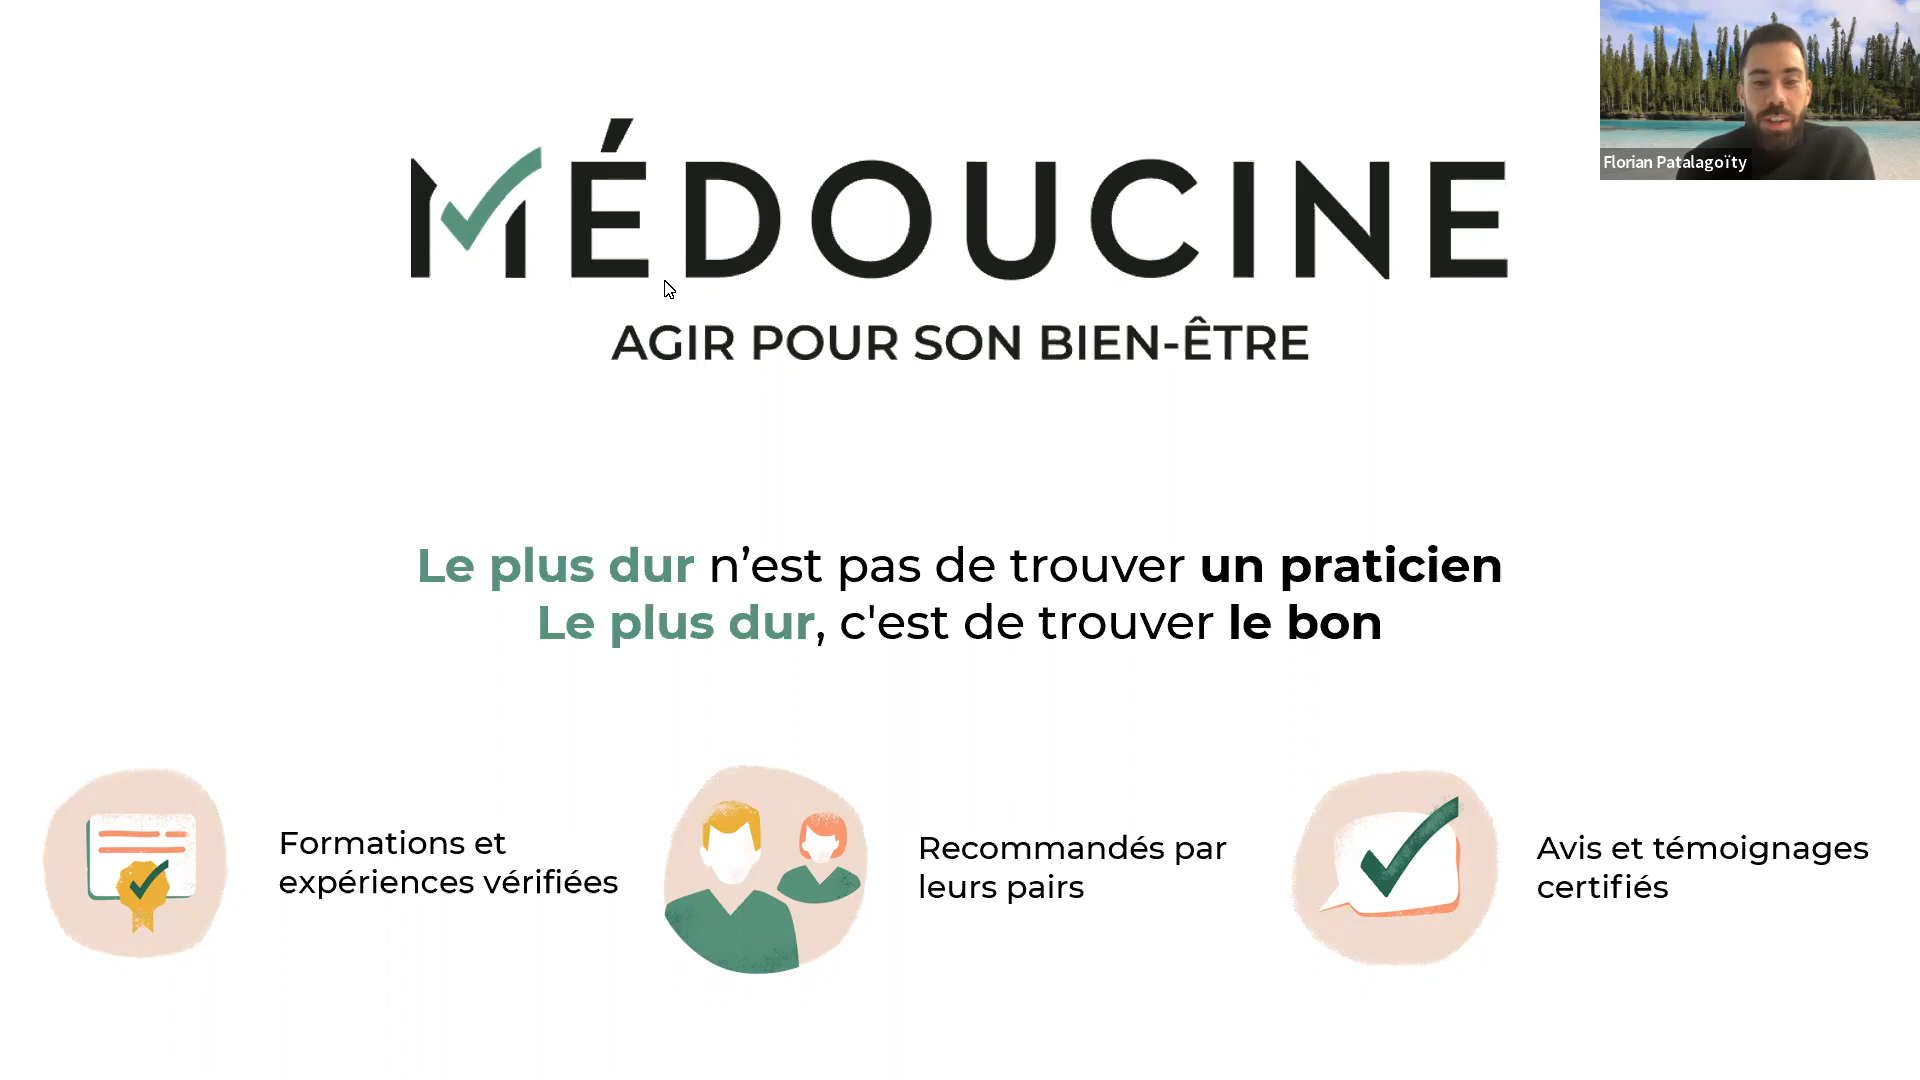 Florian Patalagoïty
MÉDOUCINE
AGIR POUR SON BIEN-ÊTRE
Le plus dur n’est pas de trouver un praticien
Le plus dur, c'est de trouver le bon
Formations et
expériences vérifiées
Recommandés par
leurs pairs
Avis et témoignages
certifiés